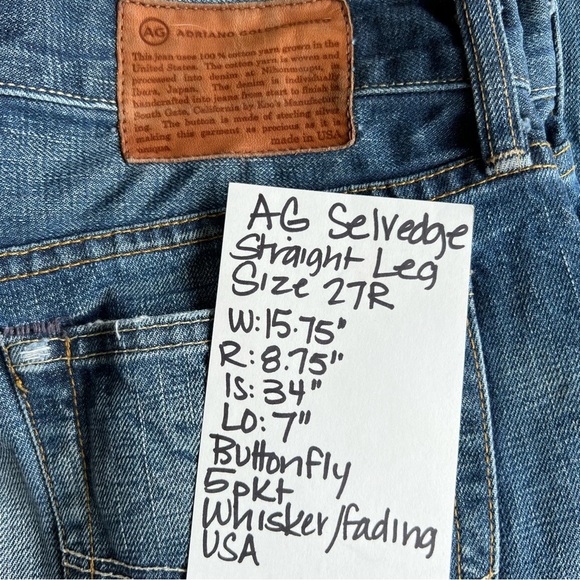 AG ADRIANO GOLDSCHMIED
This jean uses 100% cotton yarn grown in the
United States. The cotton yarn is woven and
processed into denim at Nihonmenpu,
bara, Japan. The denim is individually
handcrafted into jeans from start to finish
South Gate, California by Koo's Manufactur-
ing. The button is made of sterling silver
making this garment as precious as it is
unique. made in USA
AG Selvedge
Straight Leg
Size 27R
W:15.75"
R:8.75"
IS:34"
LO:7"
Buttonfly
5pkt
Whisker/fading
USA